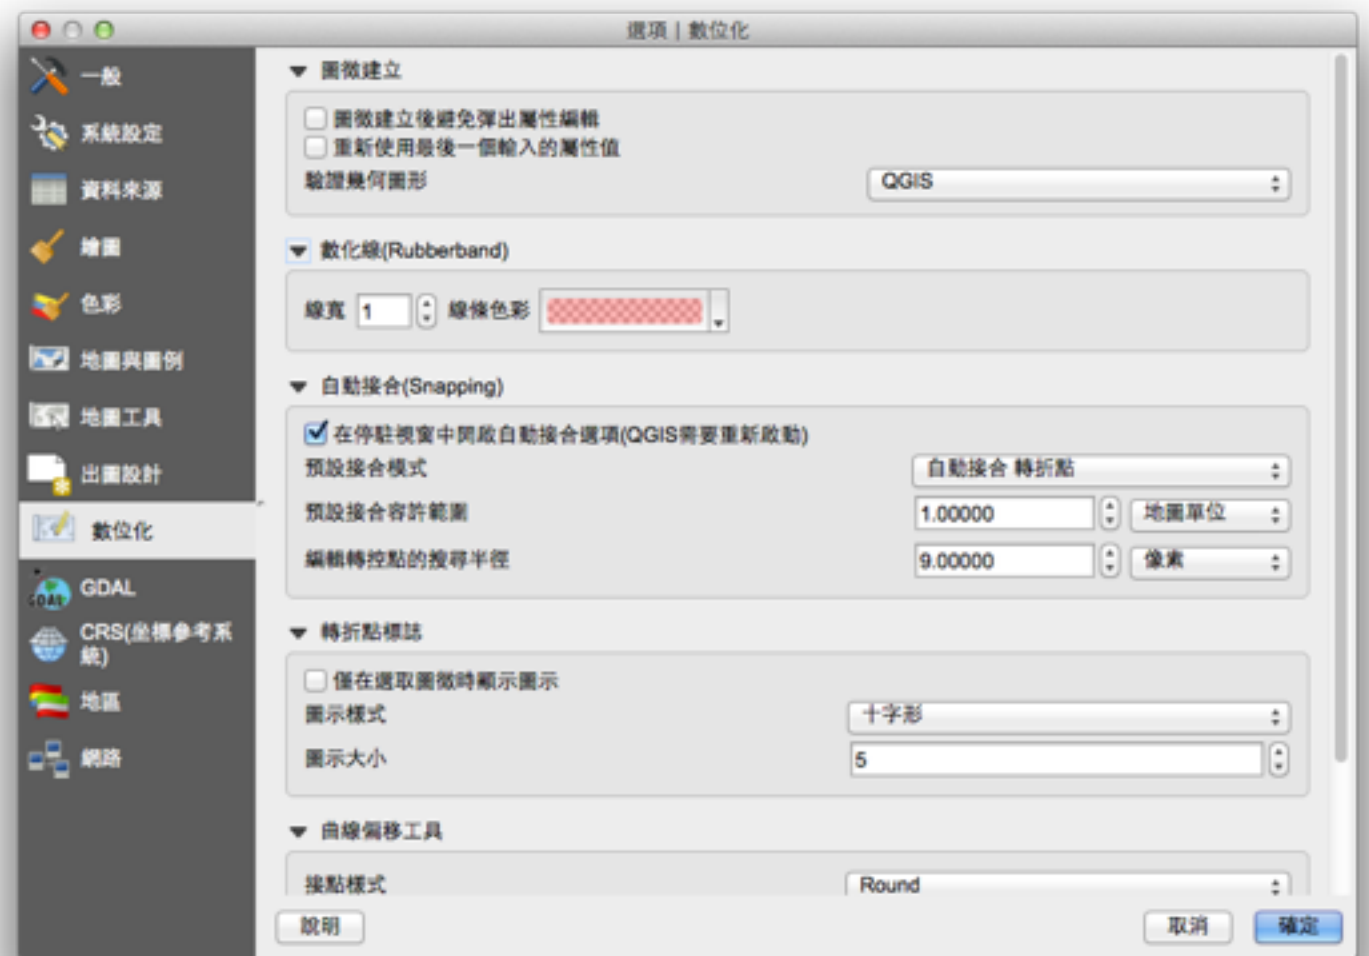 選項 | 數位化
一般
系統設定
資料來源
繪圖
色彩
地圖與圖例
地圖工具
出圖設計
數位化
GDAL
CRS(坐標參考系
統)
地區
網路
圖徵建立
圖徵建立後避免彈出屬性編輯
重新使用最後一個輸入的屬性值
驗證幾何圖形 QGIS
數化線(Rubberband)
線寬 1 線條色彩
自動接合(Snapping)
在停駐視窗中開啟自動接合選項(QGIS需要重新啟動)
預設接合模式 自動接合 轉折點
預設接合容許範圍 1.00000 地圖單位
編輯轉控點的搜尋半徑 9.00000 像素
轉折點標誌
僅在選取圖徵時顯示圖示
圖示樣式 十字形
圖示大小 5
曲線偏移工具
接點樣式 Round
說明 取消 確定